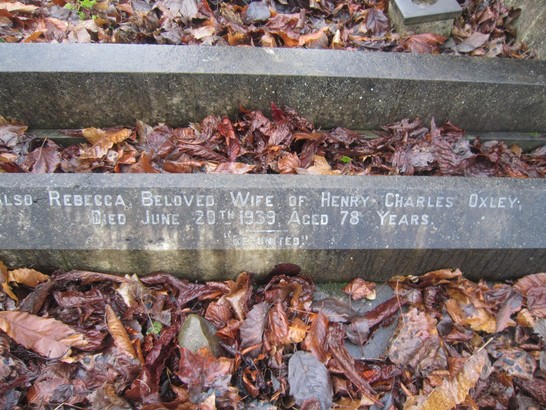 ALSO REBECCA, BELOVED WIFE OF HENRY CHARLES OXLEY.
DIED JUNE 20TH 1939, AGED 78 YEARS.
"RE-UNITED"